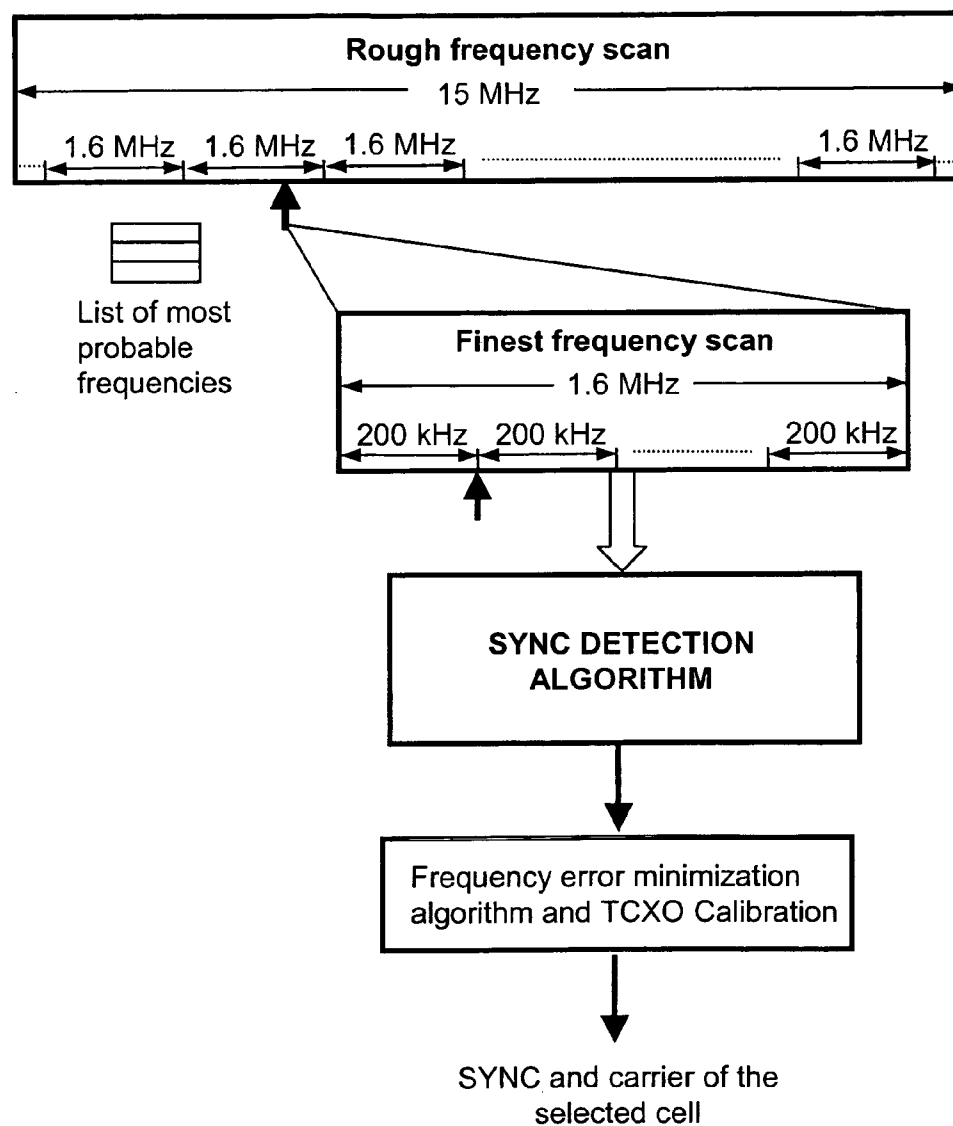 Rough frequency scan
15 MHz
1.6 MHz 1.6 MHz 1.6 MHz 1.6 MHz
List of most
probable
frequencies
Finest frequency scan
1.6 MHz
200 kHz 200 kHz 200 kHz
SYNC DETECTION
ALGORITHM
Frequency error minimization
algorithm and TCXO Calibration
SYNC and carrier of the
selected cell